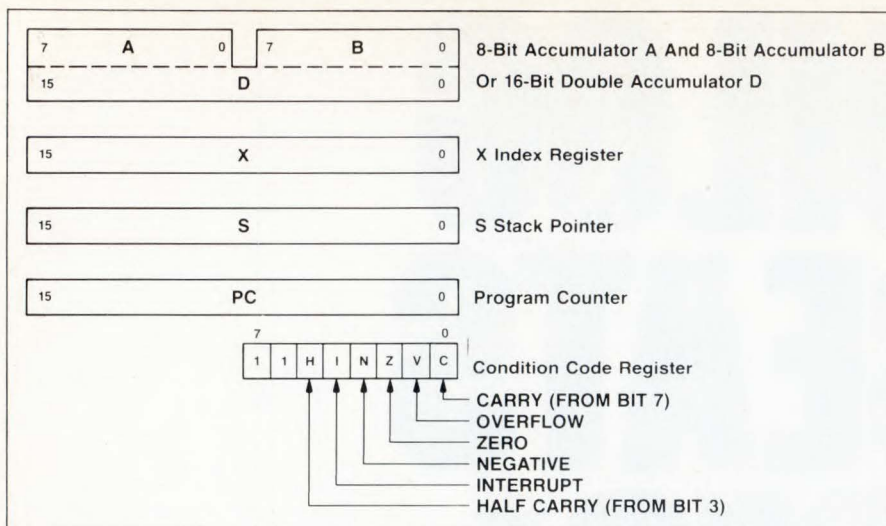 7 A 0 7 B 0 8-Bit Accumulator A And 8-Bit Accumulator B
15 D 0 Or 16-Bit Double Accumulator D
15 X 0 X Index Register
15 S 0 S Stack Pointer
15 PC 0 Program Counter
7 0
1 1 H I N Z V C Condition Code Register
CARRY (FROM BIT 7)
OVERFLOW
ZERO
NEGATIVE
INTERRUPT
HALF CARRY (FROM BIT 3)